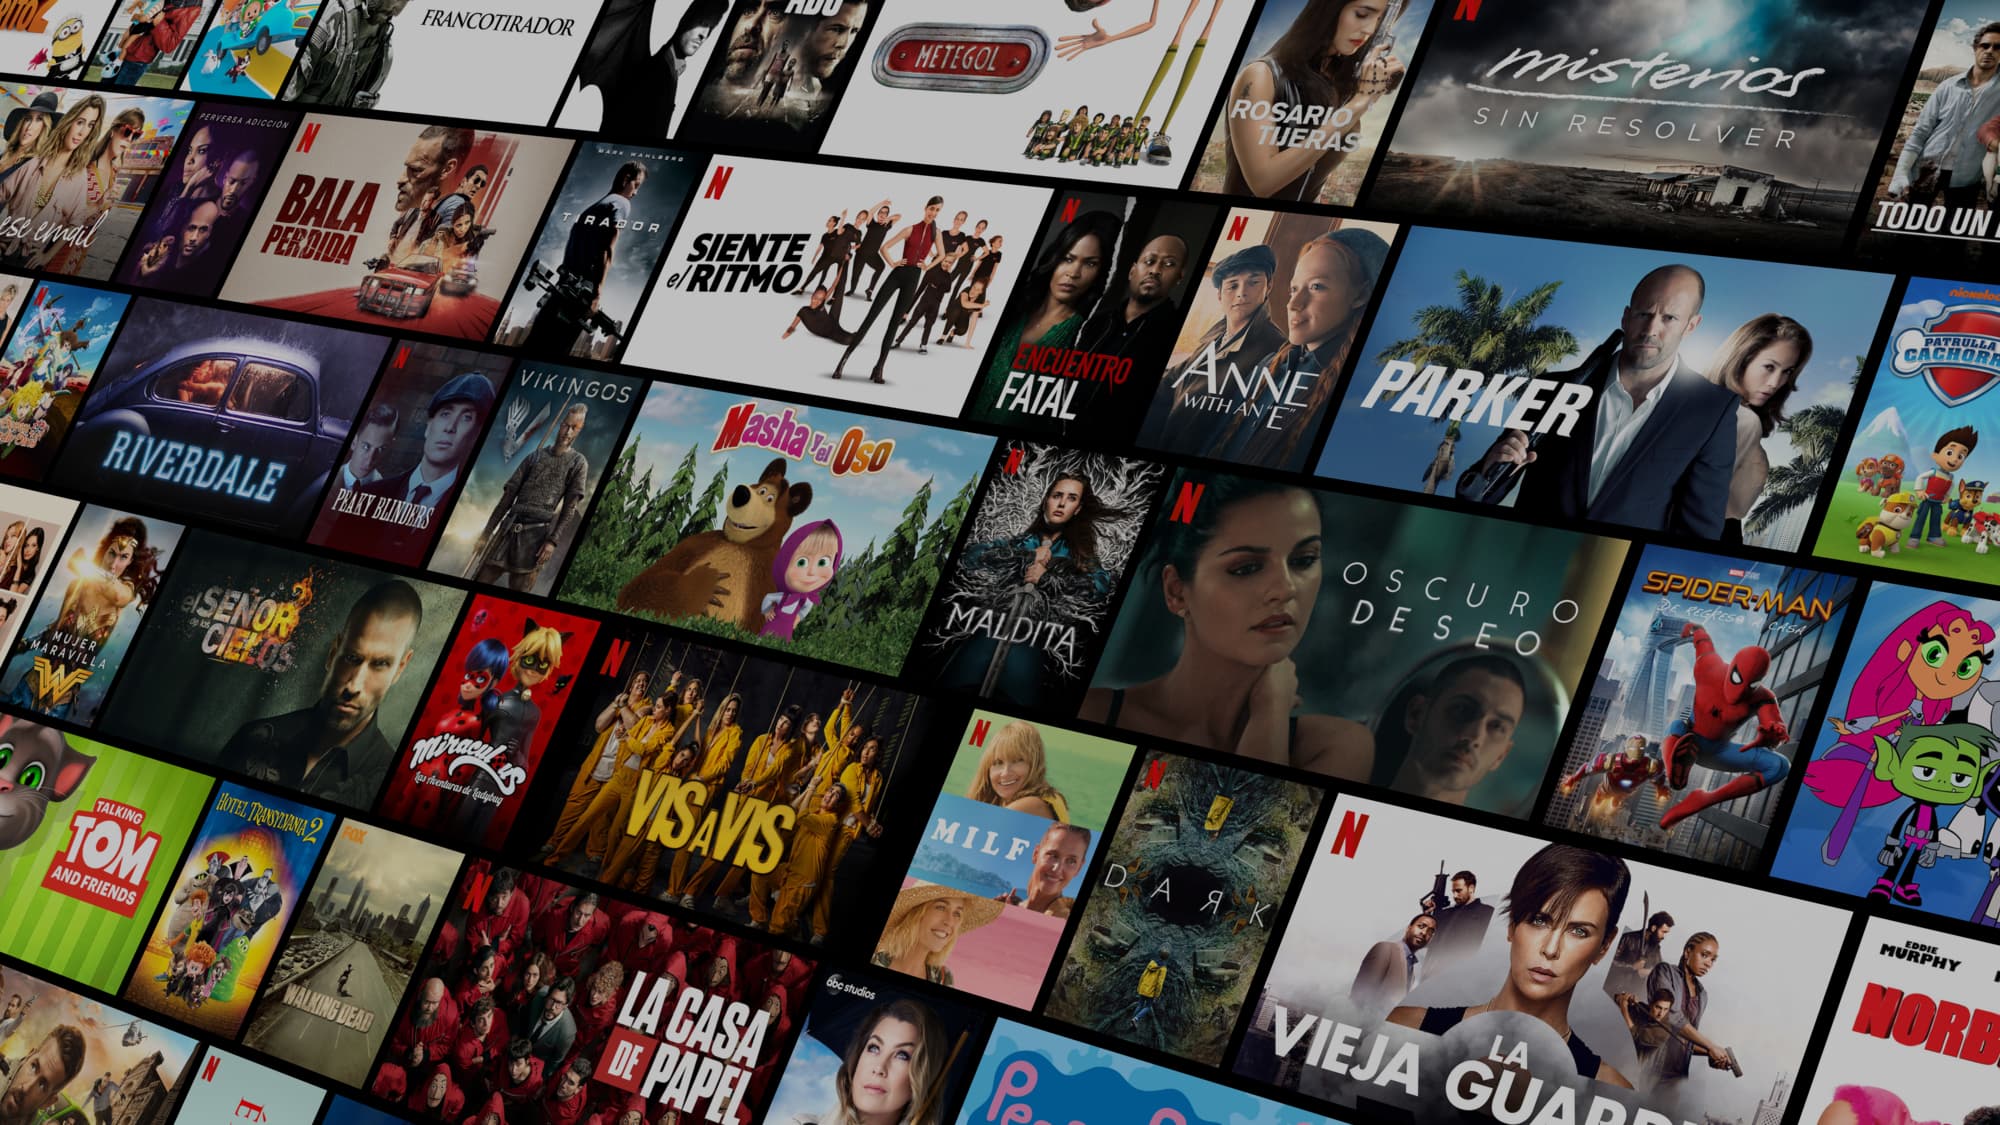 FRANCOTIRADOR
METEGOL
ROSARIO
TIJERAS
misterios
SIN RESOLVER
TODO UN
ese email
PERVERSA ADICCIÓN
BALA
PERDIDA
MARK WAHLBERG
TIRADOR
SIENTE
el RITMO
ENCUENTRO
FATAL
ANNE
WITH AN "E"
PARKER
nickelo
PATRULLA
CACHORR
RIVERDALE
PEAKY BLINDERS
VIKINGOS
Masha y el Oso
MALDITA
OSCURO
DESEO
MARVEL STUDIOS
SPIDER-MAN
DE REGRESO A CASA
MUJER
MARAVILLA
el SEÑOR
de los
CIELOS
Miraculous
Las Aventuras de Ladybug
VIS A VIS
MILF
DARK
TALKING
TOM
AND FRIENDS
HOTEL TRANSYLVANIA 2
FOX
WALKING DEAD
LA CASA
DE PAPEL
abc studios
LA
VIEJA GUARD
EDDIE
MURPHY
NORB